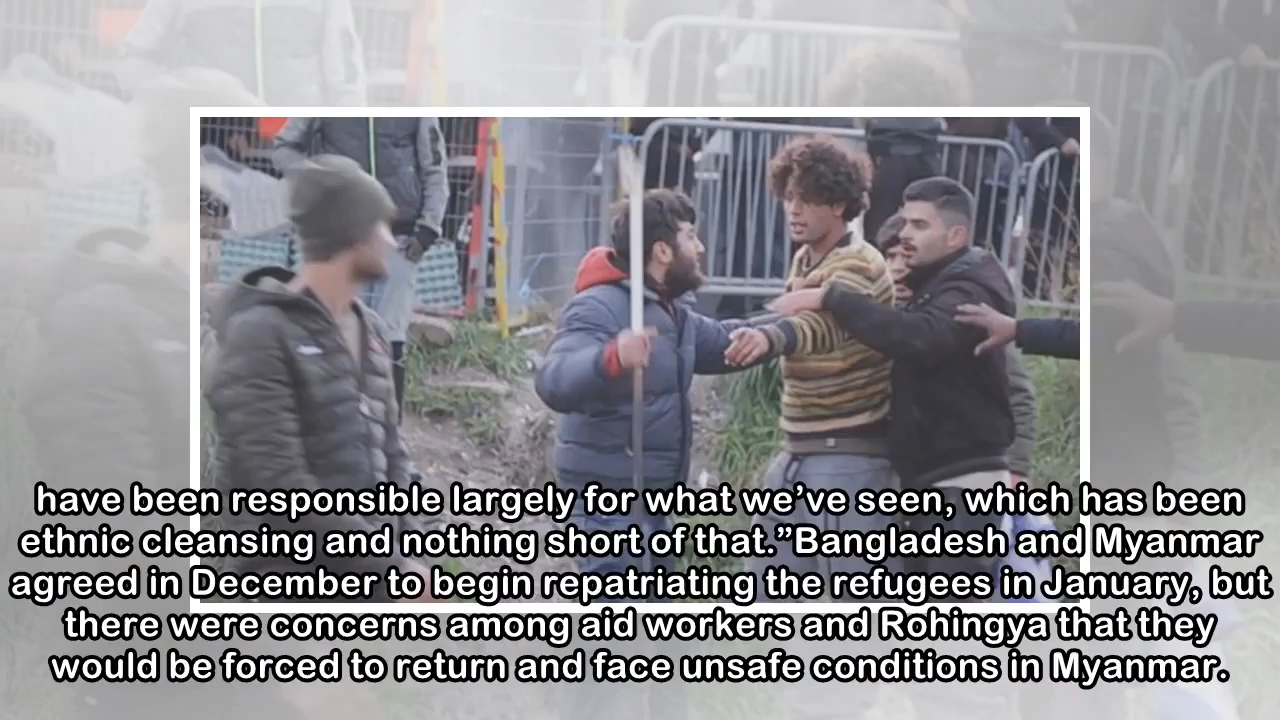 have been responsible largely for what we’ve seen, which has been
ethnic cleansing and nothing short of that.”Bangladesh and Myanmar
agreed in December to begin repatriating the refugees in January, but
there were concerns among aid workers and Rohingya that they
would be forced to return and face unsafe conditions in Myanmar.